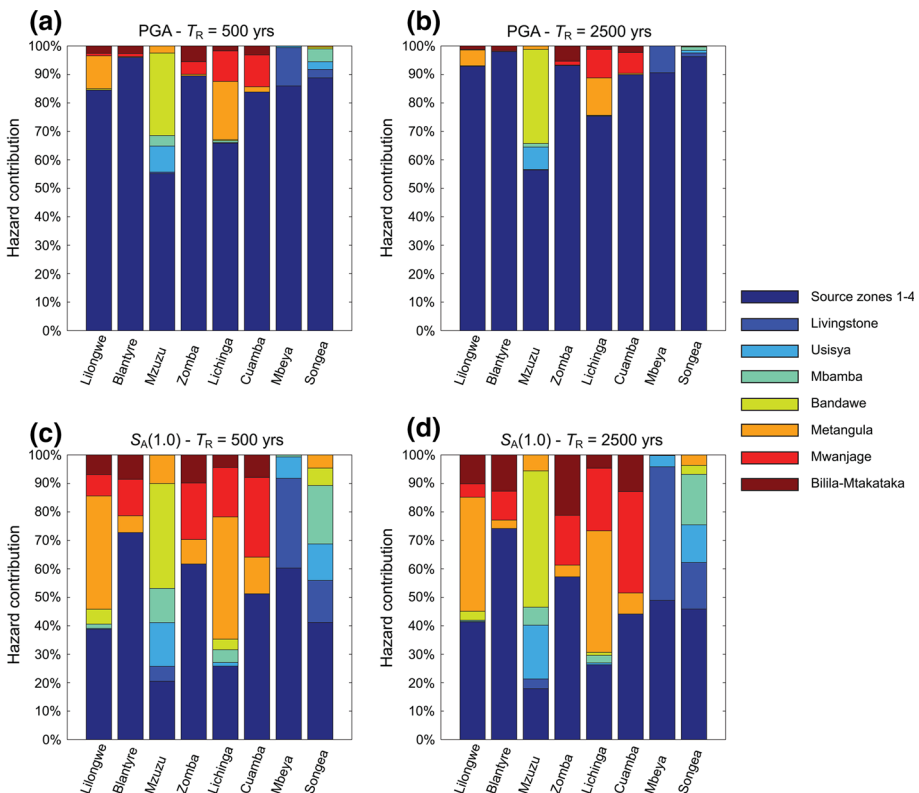 (a)
PGA - TR = 500 yrs
Hazard contribution
100%
90%
80%
70%
60%
50%
40%
30%
20%
10%
0%
Lilongwe
Blantyre
Mzuzu
Zomba
Lichinga
Cuamba
Mbeya
Songea
(b)
PGA - TR = 2500 yrs
Hazard contribution
100%
90%
80%
70%
60%
50%
40%
30%
20%
10%
0%
Lilongwe
Blantyre
Mzuzu
Zomba
Lichinga
Cuamba
Mbeya
Songea
Source zones 1-4
Livingstone
Usisya
Mbamba
Bandawe
Metangula
Mwanjage
Bilila-Mtakataka
(c)
SA(1.0) - TR = 500 yrs
Hazard contribution
100%
90%
80%
70%
60%
50%
40%
30%
20%
10%
0%
Lilongwe
Blantyre
Mzuzu
Zomba
Lichinga
Cuamba
Mbeya
Songea
(d)
SA(1.0) - TR = 2500 yrs
Hazard contribution
100%
90%
80%
70%
60%
50%
40%
30%
20%
10%
0%
Lilongwe
Blantyre
Mzuzu
Zomba
Lichinga
Cuamba
Mbeya
Songea